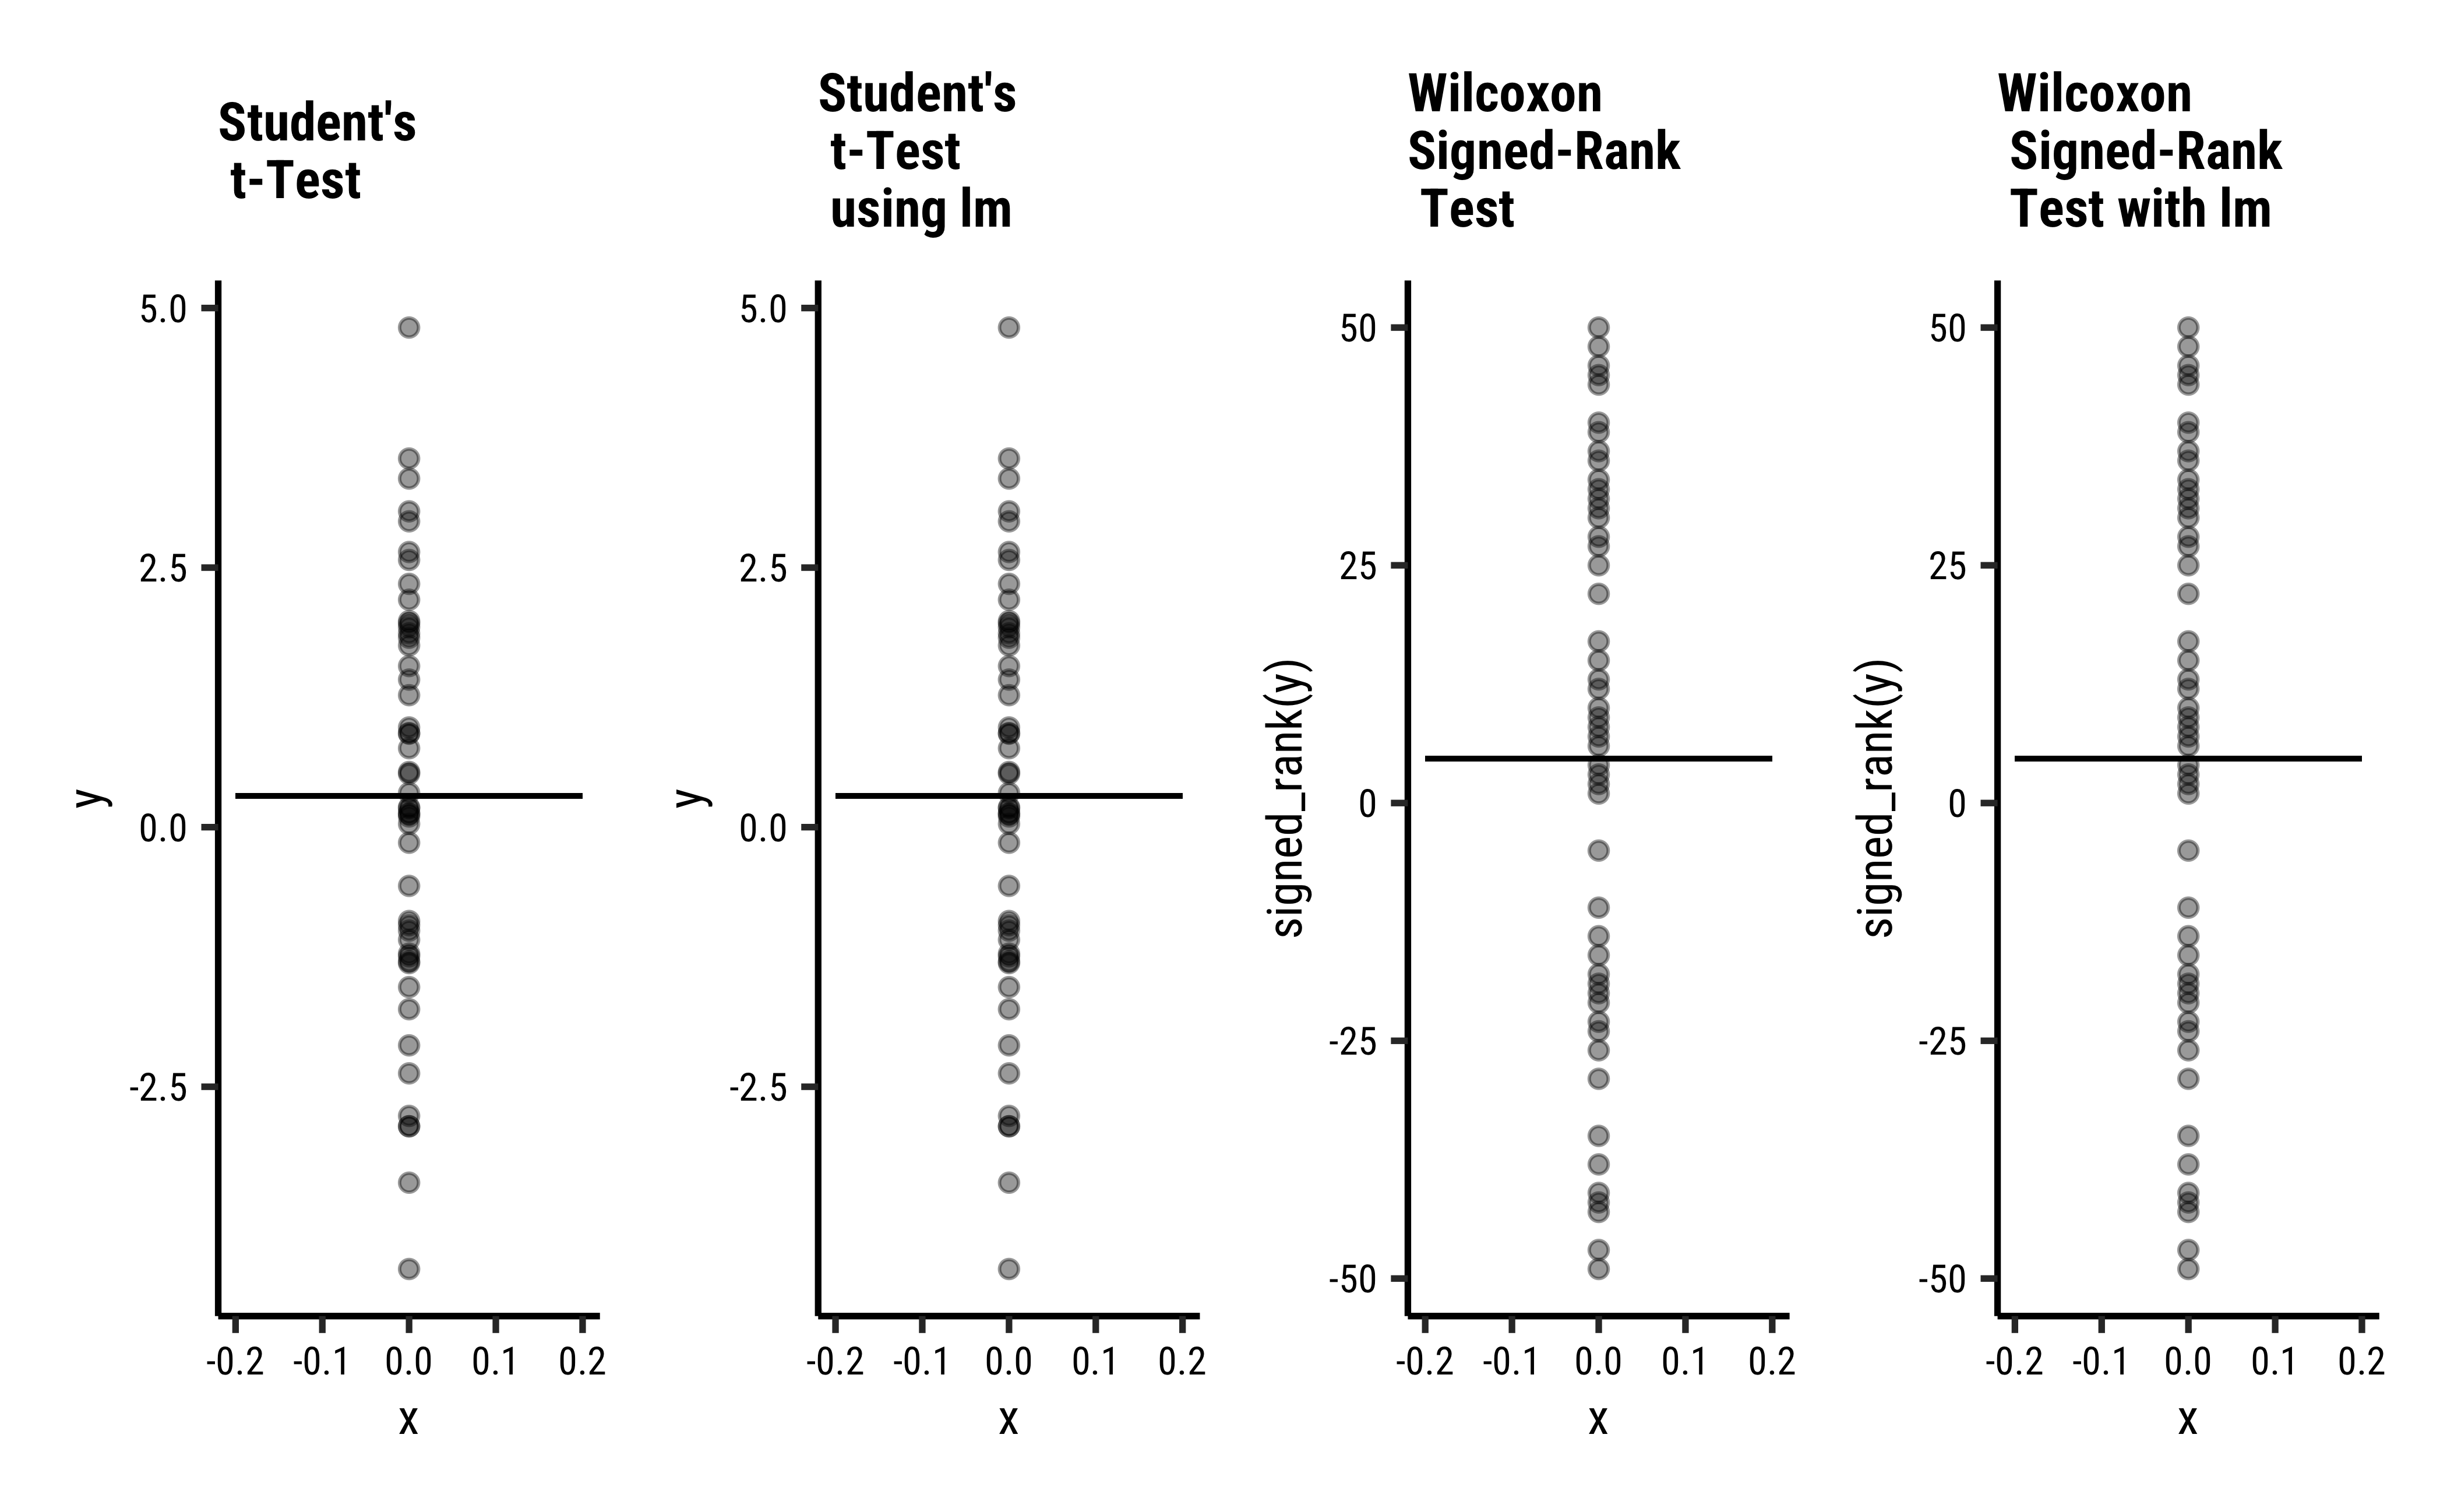 Student's
t-Test
y
5.0
2.5
0.0
-2.5
-0.2 -0.1 0.0 0.1 0.2
x
Student's
t-Test
using lm
y
5.0
2.5
0.0
-2.5
-0.2 -0.1 0.0 0.1 0.2
x
Wilcoxon
Signed-Rank
Test
signed_rank(y)
50
25
0
-25
-50
-0.2 -0.1 0.0 0.1 0.2
x
Wilcoxon
Signed-Rank
Test with lm
signed_rank(y)
50
25
0
-25
-50
-0.2 -0.1 0.0 0.1 0.2
x